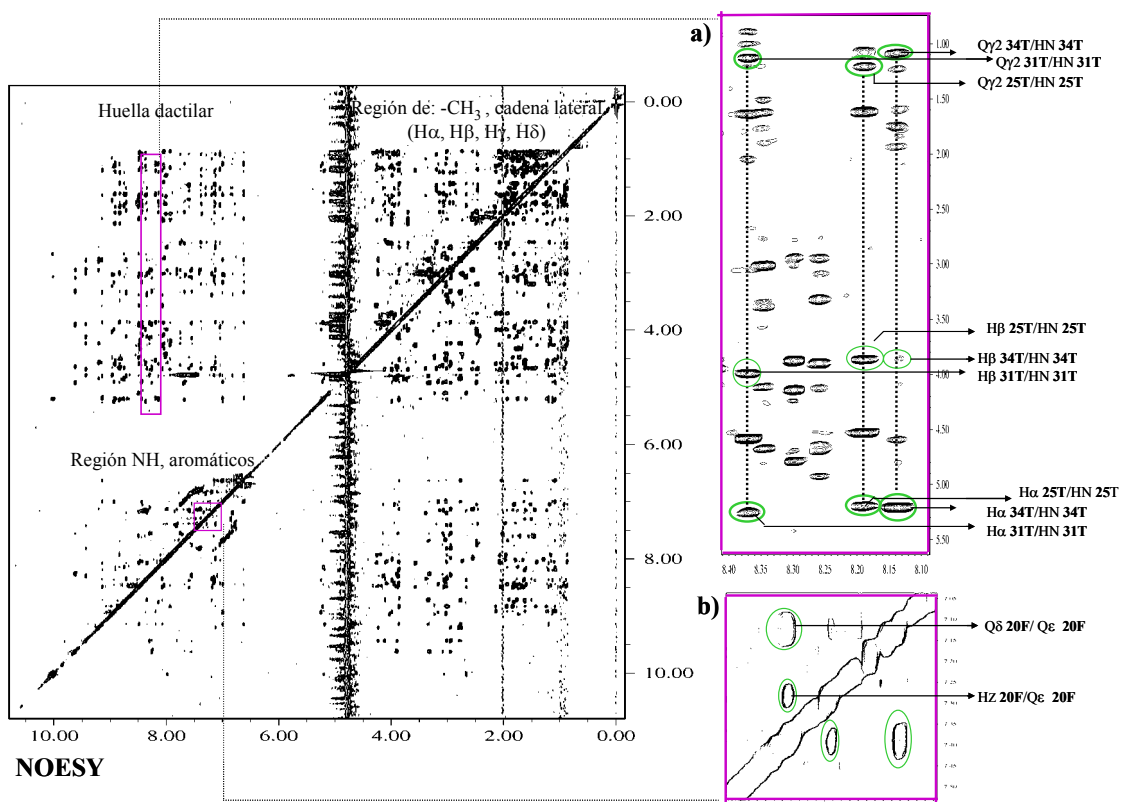 a)
Huella dactilar
Región de: -CH3 , cadena lateral
(Hα, Hβ, Hγ, Hδ)
0.00
2.00
4.00
6.00
8.00
10.00
Región NH, aromáticos
10.00 8.00 6.00 4.00 2.00 0.00
NOESY
Qγ2 34T/HN 34T
Qγ2 31T/HN 31T
Qγ2 25T/HN 25T
Hβ 25T/HN 25T
Hβ 34T/HN 34T
Hβ 31T/HN 31T
Hα 25T/HN 25T
Hα 34T/HN 34T
Hα 31T/HN 31T
1.00
1.50
2.00
2.50
3.00
3.50
4.00
4.50
5.00
5.50
8.40 8.35 8.30 8.25 8.20 8.15 8.10
b)
Qδ 20F/ Qε 20F
HZ 20F/Qε 20F